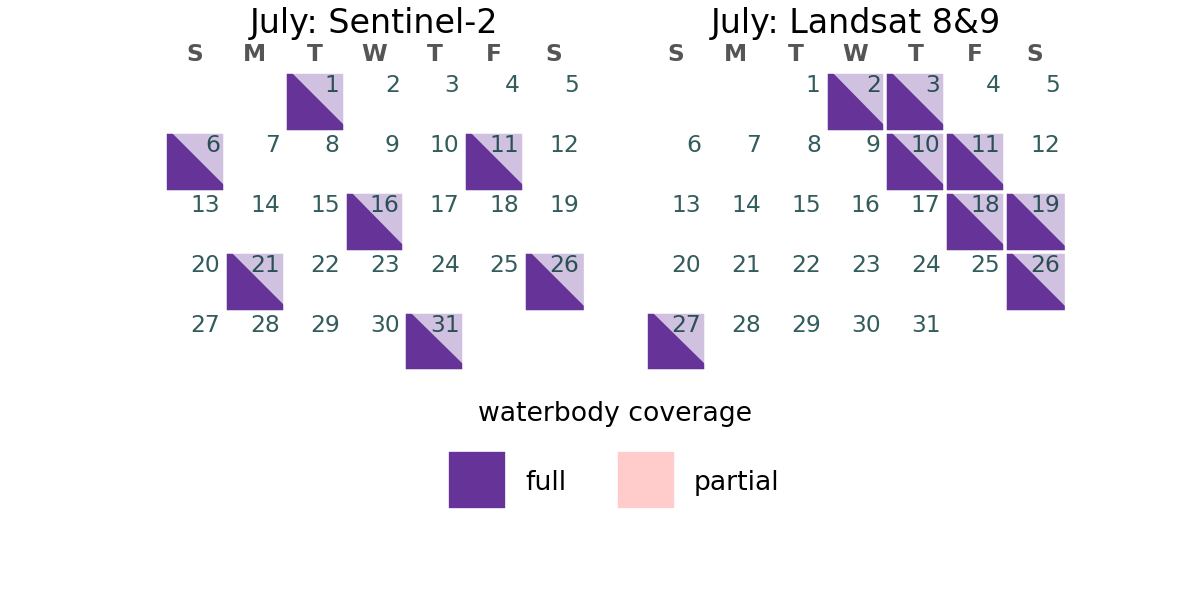 July: Sentinel-2
S M T W T F S
1 2 3 4 5
6 7 8 9 10 11 12
13 14 15 16 17 18 19
20 21 22 23 24 25 26
27 28 29 30 31
July: Landsat 8&9
S M T W T F S
1 2 3 4 5
6 7 8 9 10 11 12
13 14 15 16 17 18 19
20 21 22 23 24 25 26
27 28 29 30 31
waterbody coverage
full partial